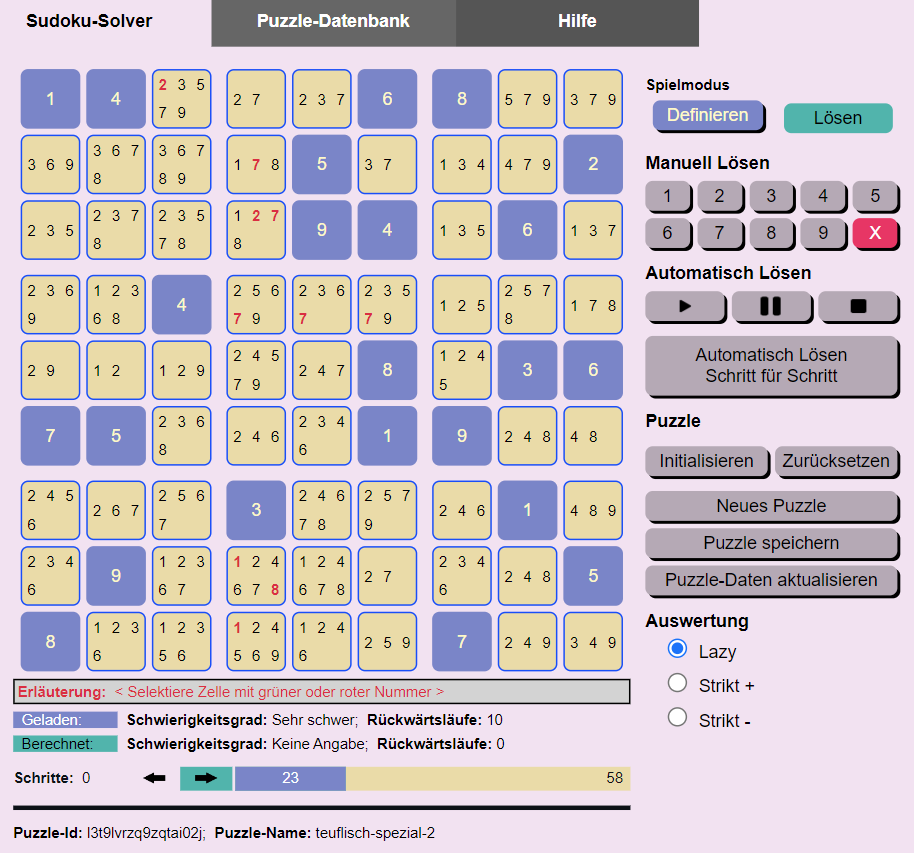 Sudoku-Solver Puzzle-Datenbank Hilfe
1 4 2 3 5 2 7 2 3 7 6 8 5 7 9 3 7 9
7 9
3 6 9 3 6 7 3 6 7 1 7 8 5 3 7 1 3 4 4 7 9 2
8 8 9
2 3 5 2 3 7 2 3 5 1 2 7 9 4 1 3 5 6 1 3 7
8 7 8 8
2 3 6 1 2 3 4 2 5 6 2 3 6 2 3 5 1 2 5 2 5 7 1 7 8
9 6 8 7 9 7 7 9 8
2 9 1 2 1 2 9 2 4 5 2 4 7 8 1 2 4 3 6
7 9 5
7 5 2 3 6 2 4 6 2 3 4 1 9 2 4 8 4 8
8 6
2 4 5 2 6 7 2 5 6 3 2 4 6 2 5 7 2 4 6 1 4 8 9
6 7 7 8 9
2 3 4 9 1 2 3 1 2 4 1 2 4 2 7 2 3 4 2 4 8 5
6 6 7 6 7 8 6 7 8 6
8 1 2 3 1 2 3 1 2 4 1 2 4 2 5 9 7 2 4 9 3 4 9
6 5 6 5 6 9 6
Erläuterung: < Selektiere Zelle mit grüner oder roter Nummer >
Geladen: Schwierigkeitsgrad: Sehr schwer; Rückwärtsläufe: 10
Berechnet: Schwierigkeitsgrad: Keine Angabe; Rückwärtsläufe: 0
Schritte: 0 23 58
Puzzle-Id: l3t9lvrzq9zqtai02j; Puzzle-Name: teuflisch-spezial-2
Spielmodus
Definieren Lösen
Manuell Lösen
1 2 3 4 5
6 7 8 9 X
Automatisch Lösen
Automatisch Lösen
Schritt für Schritt
Puzzle
Initialisieren Zurücksetzen
Neues Puzzle
Puzzle speichern
Puzzle-Daten aktualisieren
Auswertung
Lazy
Strikt +
Strikt -